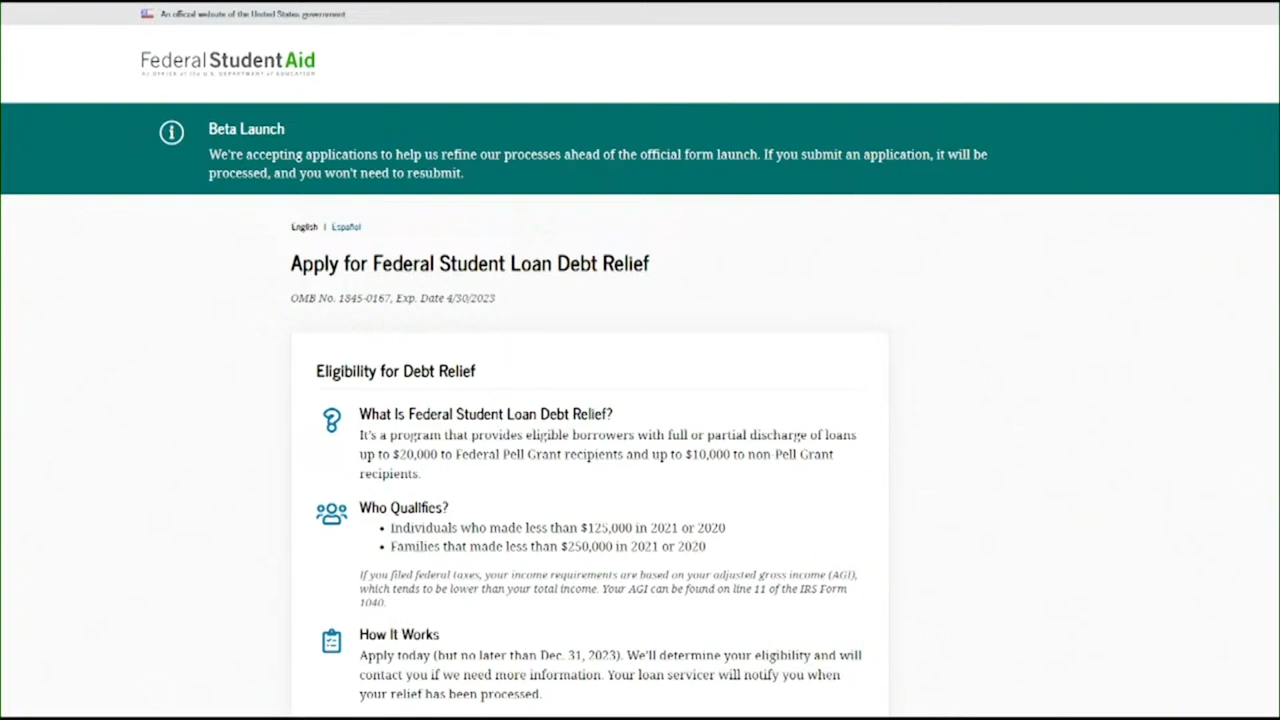 An official website of the United States government
Federal Student Aid
An OFFICE of the U.S. DEPARTMENT of EDUCATION
Beta Launch
We're accepting applications to help us refine our processes ahead of the official form launch. If you submit an application, it will be
processed, and you won't need to resubmit.
English | Español
Apply for Federal Student Loan Debt Relief
OMB No. 1845-0167, Exp. Date 4/30/2023
Eligibility for Debt Relief
What Is Federal Student Loan Debt Relief?
It's a program that provides eligible borrowers with full or partial discharge of loans
up to $20,000 to Federal Pell Grant recipients and up to $10,000 to non-Pell Grant
recipients.
Who Qualifies?
• Individuals who made less than $125,000 in 2021 or 2020
• Families that made less than $250,000 in 2021 or 2020
If you filed federal taxes, your income requirements are based on your adjusted gross income (AGI),
which tends to be lower than your total income. Your AGI can be found on line 11 of the IRS Form
1040.
How It Works
Apply today (but no later than Dec. 31, 2023). We'll determine your eligibility and will
contact you if we need more information. Your loan servicer will notify you when
your relief has been processed.